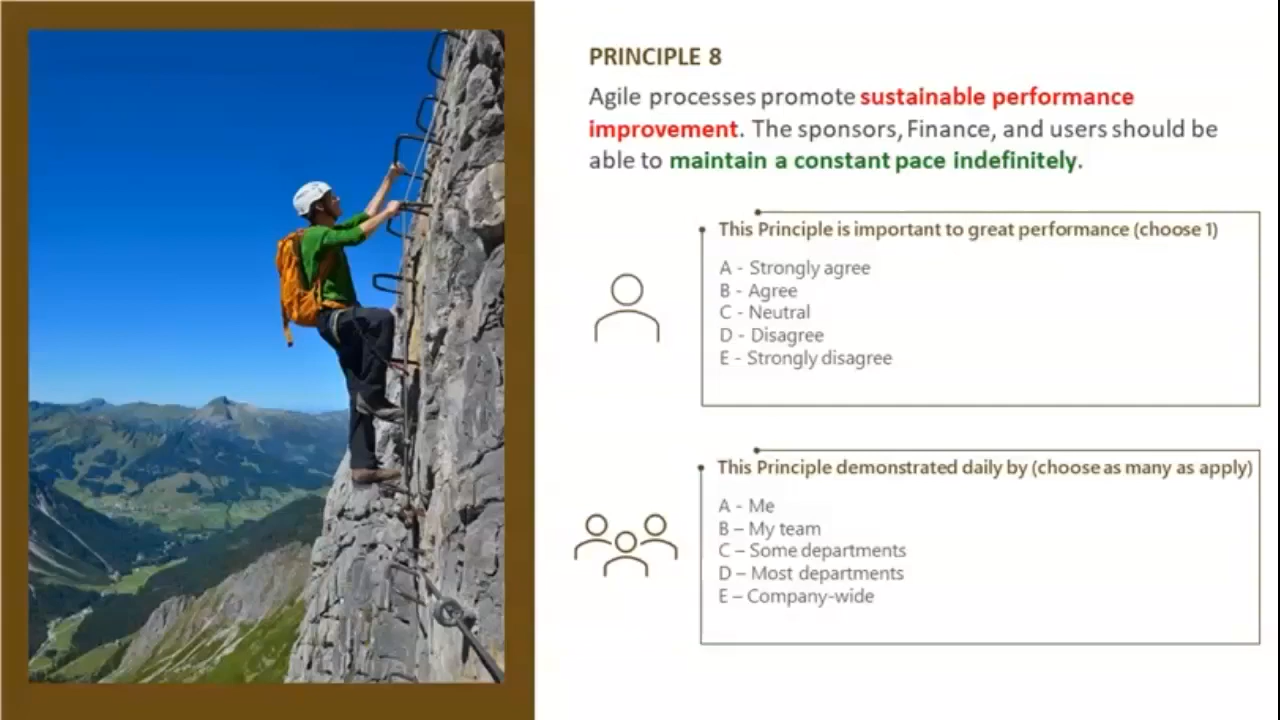 PRINCIPLE 8
Agile processes promote sustainable performance
improvement. The sponsors, Finance, and users should be
able to maintain a constant pace indefinitely.
This Principle is important to great performance (choose 1)
A - Strongly agree
B - Agree
C - Neutral
D - Disagree
E - Strongly disagree
This Principle demonstrated daily by (choose as many as apply)
A - Me
B – My team
C – Some departments
D – Most departments
E – Company-wide